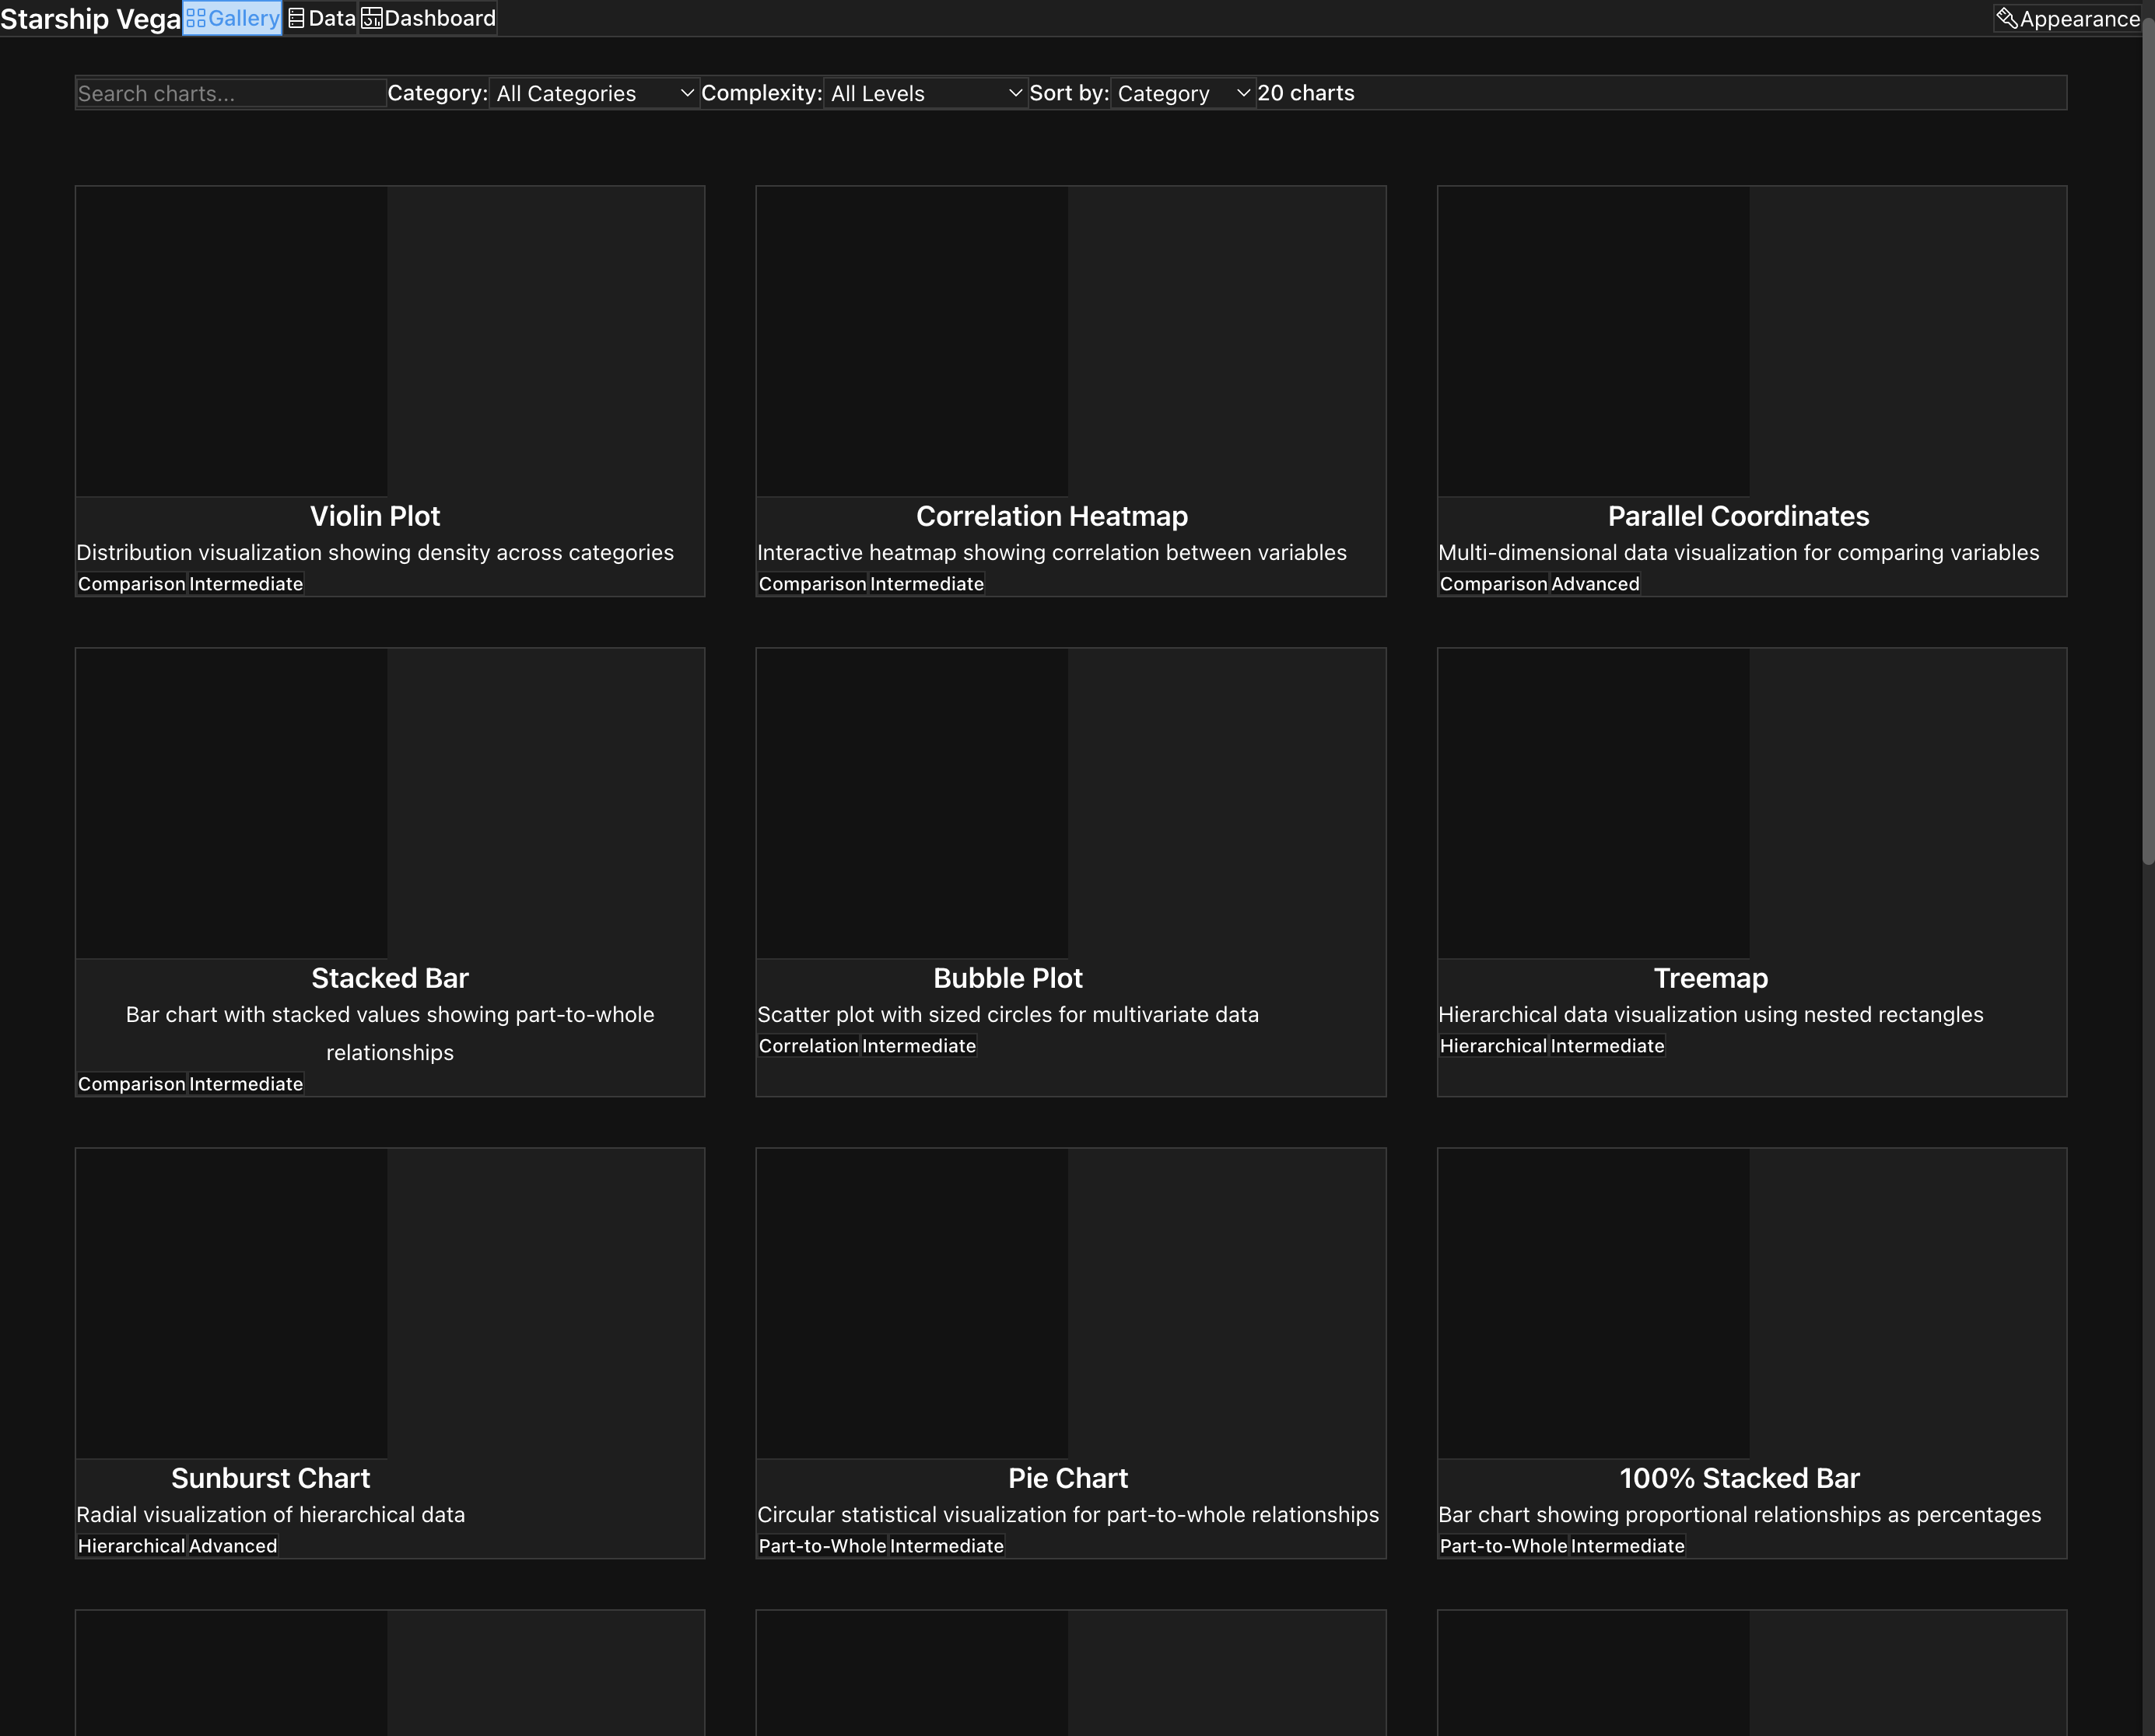 Starship Vega Gallery Data Dashboard Appearance
Search charts... Category: All Categories Complexity: All Levels Sort by: Category 20 charts
Violin Plot
Distribution visualization showing density across categories
Comparison Intermediate
Correlation Heatmap
Interactive heatmap showing correlation between variables
Comparison Intermediate
Parallel Coordinates
Multi-dimensional data visualization for comparing variables
Comparison Advanced
Stacked Bar
Bar chart with stacked values showing part-to-whole
relationships
Comparison Intermediate
Bubble Plot
Scatter plot with sized circles for multivariate data
Correlation Intermediate
Treemap
Hierarchical data visualization using nested rectangles
Hierarchical Intermediate
Sunburst Chart
Radial visualization of hierarchical data
Hierarchical Advanced
Pie Chart
Circular statistical visualization for part-to-whole relationships
Part-to-Whole Intermediate
100% Stacked Bar
Bar chart showing proportional relationships as percentages
Part-to-Whole Intermediate